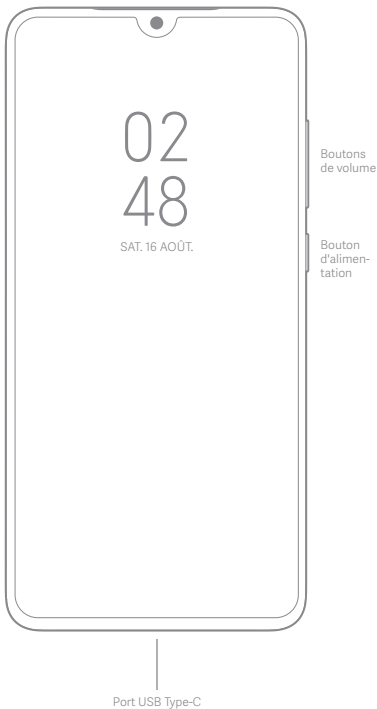 02
48
SAT. 16 AOÛT.
Boutons
de volume
Bouton
d'alimen-
tation
Port USB Type-C